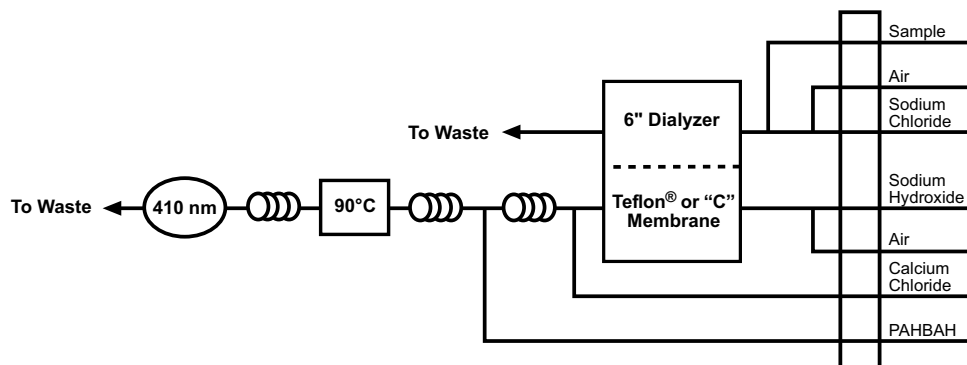 Sample
Air
Sodium
Chloride
6" Dialyzer
To Waste
Sodium
Hydroxide
Teflon® or “C”
Membrane
To Waste
410 nm
90°C
Air
Calcium
Chloride
PAHBAH